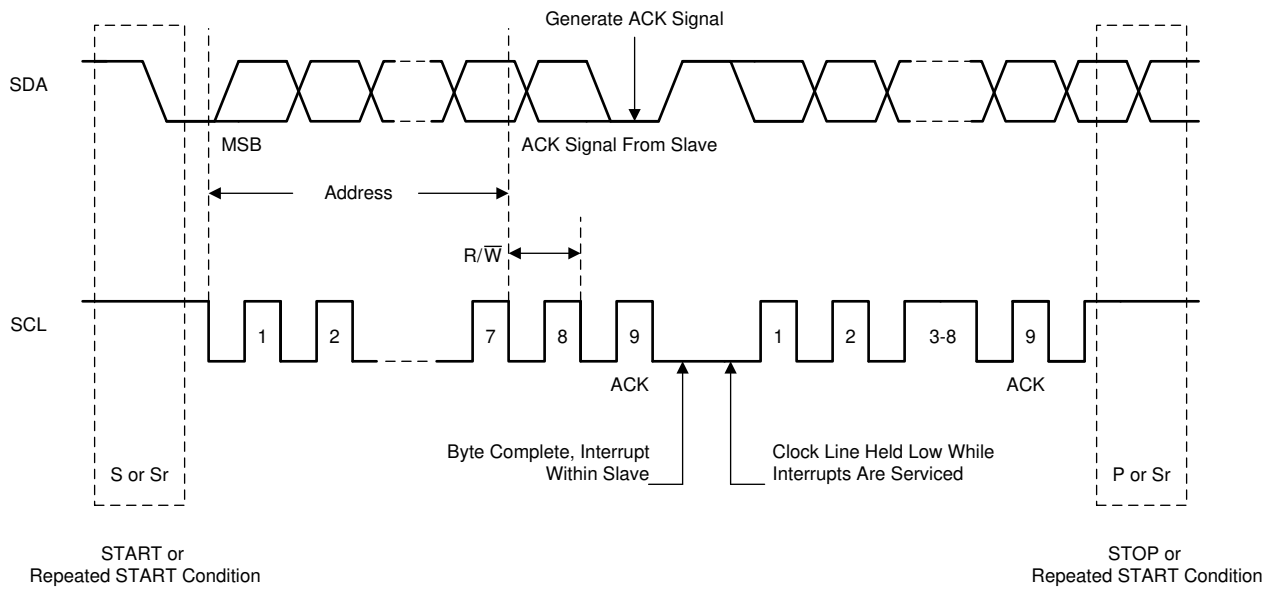 Generate ACK Signal
SDA
MSB
ACK Signal From Slave
Address
R/W̅
SCL
1
2
7
8
9
1
2
3-8
9
ACK
ACK
Byte Complete, Interrupt
Within Slave
Clock Line Held Low While
Interrupts Are Serviced
S or Sr
P or Sr
START or
Repeated START Condition
STOP or
Repeated START Condition